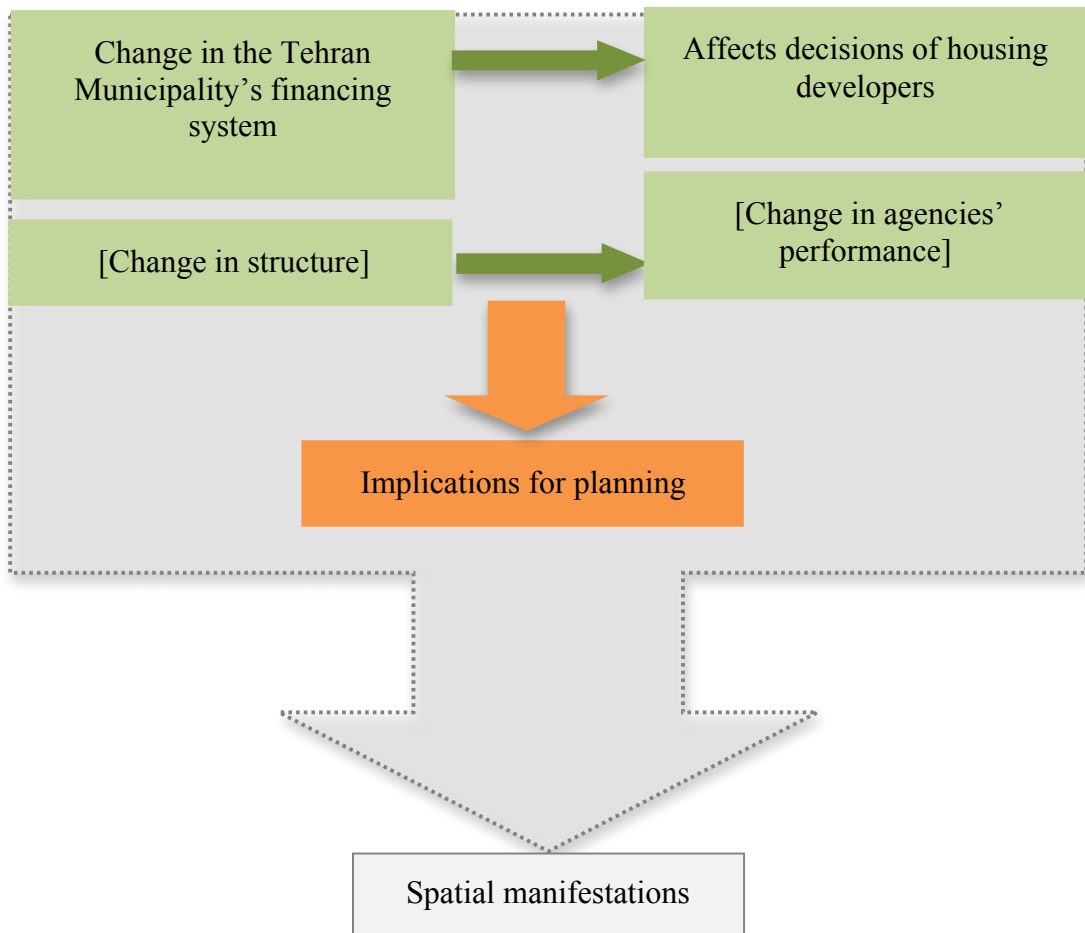 Change in the Tehran
Municipality’s financing
system
Affects decisions of housing
developers
[Change in structure]
[Change in agencies’
performance]
Implications for planning
Spatial manifestations